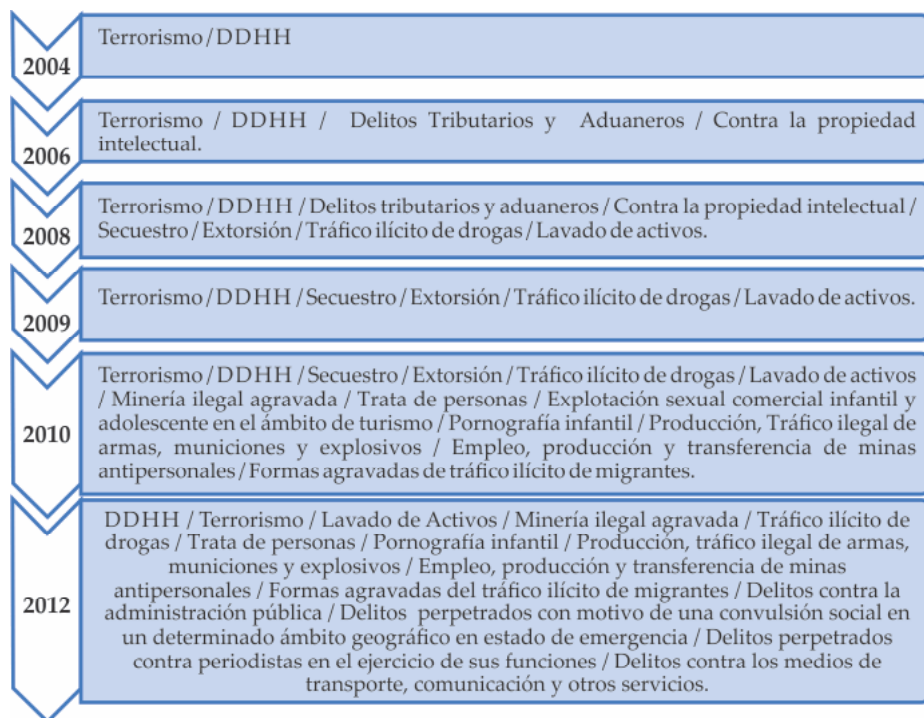 2004
Terrorismo / DDHH
2006
Terrorismo / DDHH / Delitos Tributarios y Aduaneros / Contra la propiedad
intelectual.
2008
Terrorismo / DDHH / Delitos tributarios y aduaneros / Contra la propiedad intelectual /
Secuestro / Extorsión / Tráfico ilícito de drogas / Lavado de activos.
2009
Terrorismo / DDHH / Secuestro / Extorsión / Tráfico ilícito de drogas / Lavado de activos.
2010
Terrorismo / DDHH / Secuestro / Extorsión / Tráfico ilícito de drogas / Lavado de activos
/ Minería ilegal agravada / Trata de personas / Explotación sexual comercial infantil y
adolescente en el ámbito de turismo / Pornografía infantil / Producción, Tráfico ilegal de
armas, municiones y explosivos / Empleo, producción y transferencia de minas
antipersonales / Formas agravadas de tráfico ilícito de migrantes.
2012
DDHH / Terrorismo / Lavado de Activos / Minería ilegal agravada / Tráfico ilícito de
drogas / Trata de personas / Pornografía infantil / Producción, tráfico ilegal de armas,
municiones y explosivos / Empleo, producción y transferencia de minas
antipersonales / Formas agravadas del tráfico ilícito de migrantes / Delitos contra la
administración pública / Delitos perpetrados con motivo de una convulsión social en
un determinado ámbito geográfico en estado de emergencia / Delitos perpetrados
contra periodistas en el ejercicio de sus funciones / Delitos contra los medios de
transporte, comunicación y otros servicios.